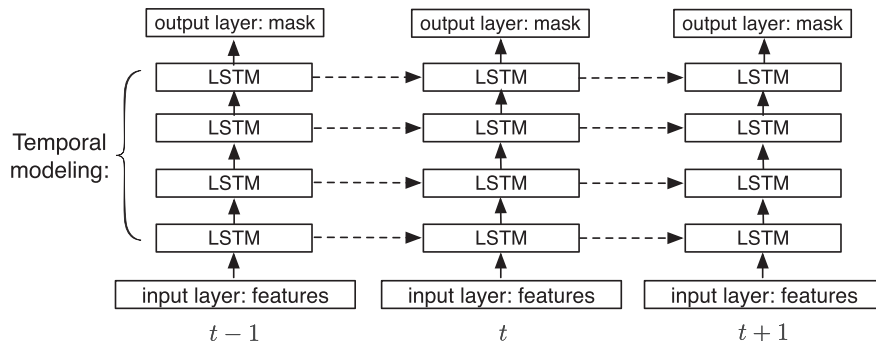 output layer: mask output layer: mask output layer: mask
LSTM LSTM LSTM
LSTM LSTM LSTM
Temporal
modeling:
LSTM LSTM LSTM
LSTM LSTM LSTM
input layer: features input layer: features input layer: features
t − 1 t t + 1